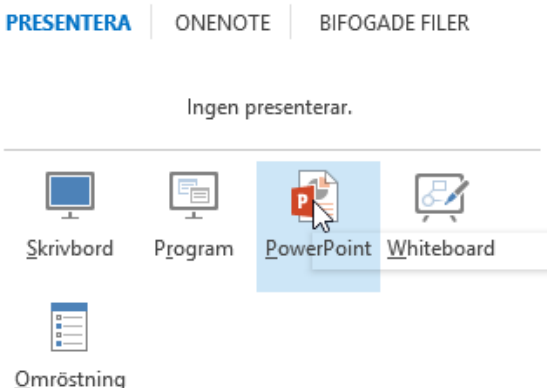 PRESENTERA ONENOTE BIFOGADE FILER
Ingen presenterar.
Skrivbord Program PowerPoint Whiteboard
Omröstning